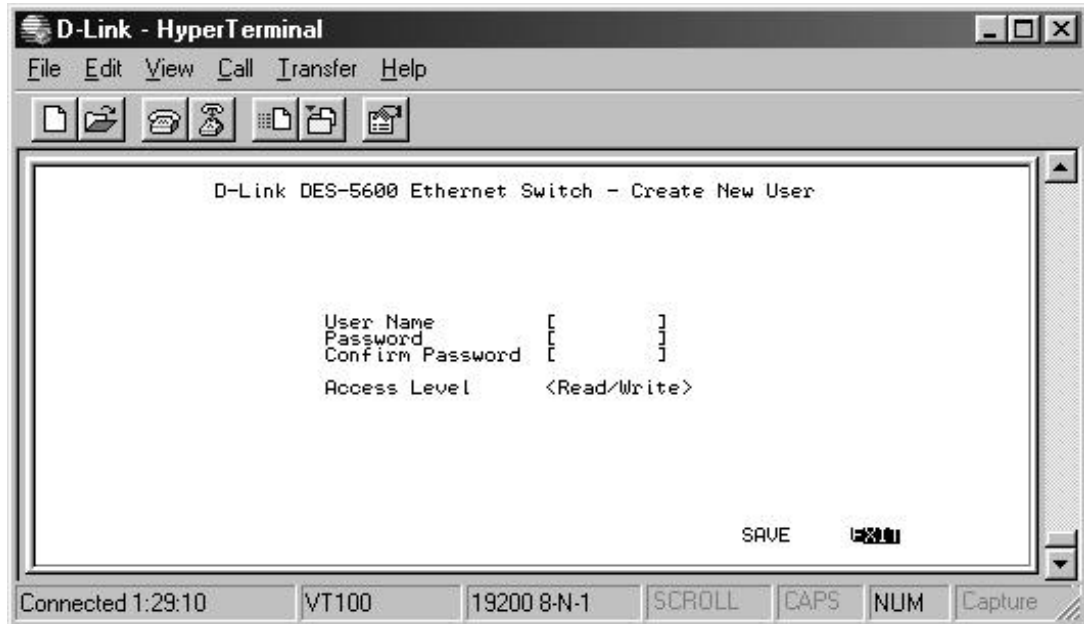 D-Link - HyperTerminal
File Edit View Call Transfer Help
D-Link DES-5600 Ethernet Switch - Create New User
User Name [ ]
Password [ ]
Confirm Password [ ]
Access Level <Read/Write>
SAVE EXIT
Connected 1:29:10 VT100 19200 8-N-1 SCROLL CAPS NUM Capture